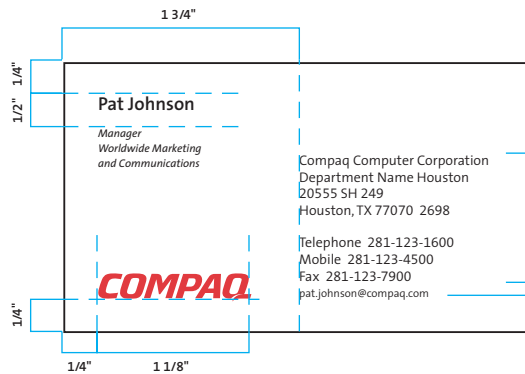 1 3/4"
1/4"
1/2"
Pat Johnson
Manager
Worldwide Marketing
and Communications
Compaq Computer Corporation
Department Name Houston
20555 SH 249
Houston, TX 77070  2698
Telephone  281-123-1600
Mobile  281-123-4500
Fax  281-123-7900
pat.johnson@compaq.com
COMPAQ
1/4"
1/4"
1 1/8"